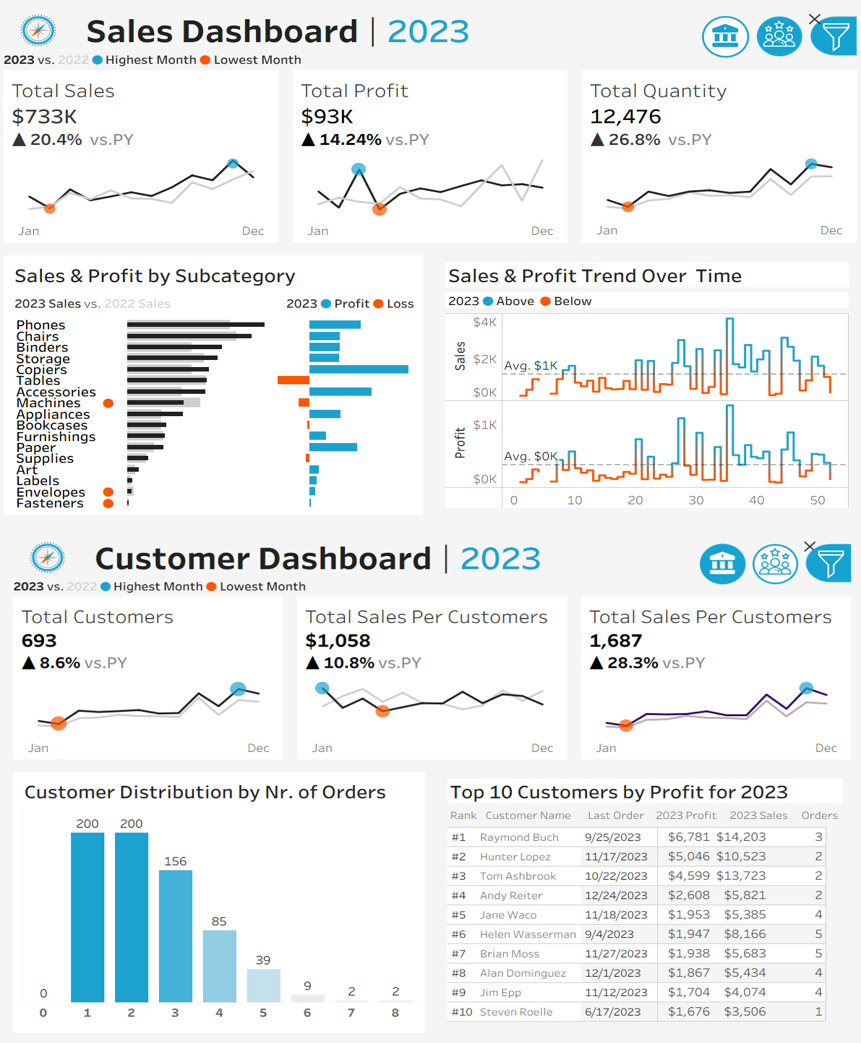 Sales Dashboard | 2023
2023 vs. 2022 Highest Month Lowest Month
Total Sales
$733K
▲ 20.4% vs.PY
Jan Dec
Total Profit
$93K
▲ 14.24% vs.PY
Jan Dec
Total Quantity
12,476
▲ 26.8% vs.PY
Jan Dec
Sales & Profit by Subcategory
2023 Sales vs. 2022 Sales 2023 Profit Loss
Phones
Chairs
Binders
Storage
Copiers
Tables
Accessories
Machines
Appliances
Bookcases
Furnishings
Paper
Supplies
Art
Labels
Envelopes
Fasteners
Sales & Profit Trend Over Time
2023 Above Below
Sales
$4K
$2K
Avg. $1K
$0K
Profit
$1K
Avg. $0K
$0K
0 10 20 30 40 50
Customer Dashboard | 2023
2023 vs. 2022 Highest Month Lowest Month
Total Customers
693
▲ 8.6% vs.PY
Jan Dec
Total Sales Per Customers
$1,058
▲ 10.8% vs.PY
Jan Dec
Total Sales Per Customers
1,687
▲ 28.3% vs.PY
Jan Dec
Customer Distribution by Nr. of Orders
0 200 200 156 85 39 9 2 2
0 1 2 3 4 5 6 7 8
Top 10 Customers by Profit for 2023
Rank Customer Name Last Order 2023 Profit 2023 Sales Orders
#1 Raymond Buch 9/25/2023 $6,781 $14,203 3
#2 Hunter Lopez 11/17/2023 $5,046 $10,523 2
#3 Tom Ashbrook 10/22/2023 $4,599 $13,723 2
#4 Andy Reiter 12/24/2023 $2,608 $5,821 2
#5 Jane Waco 11/18/2023 $1,953 $5,385 4
#6 Helen Wasserman 9/4/2023 $1,947 $8,166 5
#7 Brian Moss 11/27/2023 $1,938 $5,683 5
#8 Alan Dominguez 12/1/2023 $1,867 $5,434 4
#9 Jim Epp 11/12/2023 $1,704 $4,074 4
#10 Steven Roelle 6/17/2023 $1,676 $3,506 1